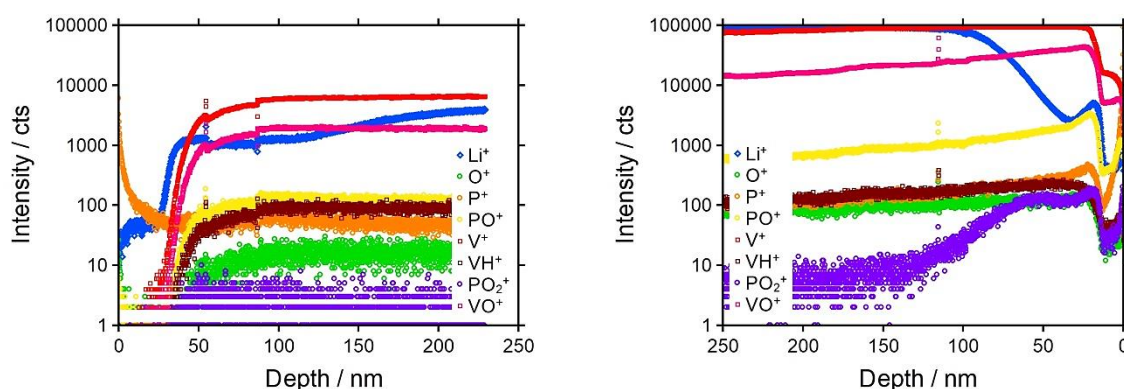 100000
10000
1000
100
10
1
Intensity / cts
0 50 100 150 200 250
Depth / nm
Li⁺
O⁺
P⁺
PO⁺
V⁺
VH⁺
PO₂⁺
VO⁺
100000
10000
1000
100
10
1
Intensity / cts
250 200 150 100 50 0
Depth / nm
Li⁺
O⁺
P⁺
PO⁺
V⁺
VH⁺
PO₂⁺
VO⁺